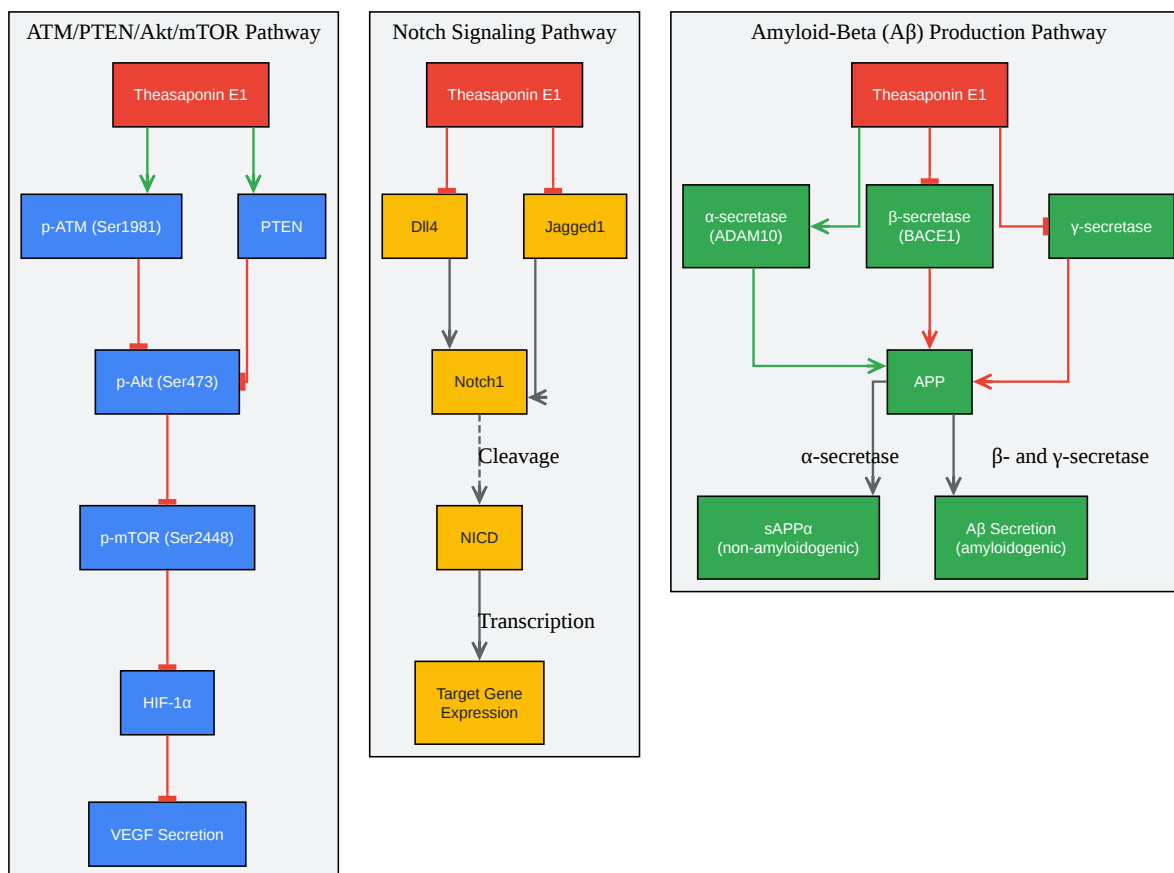 ATM/PTEN/Akt/mTOR Pathway
Theasaponin E1
p-ATM (Ser1981)
PTEN
p-Akt (Ser473)
p-mTOR (Ser2448)
HIF-1α
VEGF Secretion
Notch Signaling Pathway
Theasaponin E1
Dll4
Jagged1
Notch1
Cleavage
NICD
Transcription
Target Gene
Expression
Amyloid-Beta (Aβ) Production Pathway
Theasaponin E1
α-secretase
(ADAM10)
β-secretase
(BACE1)
γ-secretase
APP
α-secretase
β- and γ-secretase
sAPPα
(non-amyloidogenic)
Aβ Secretion
(amyloidogenic)